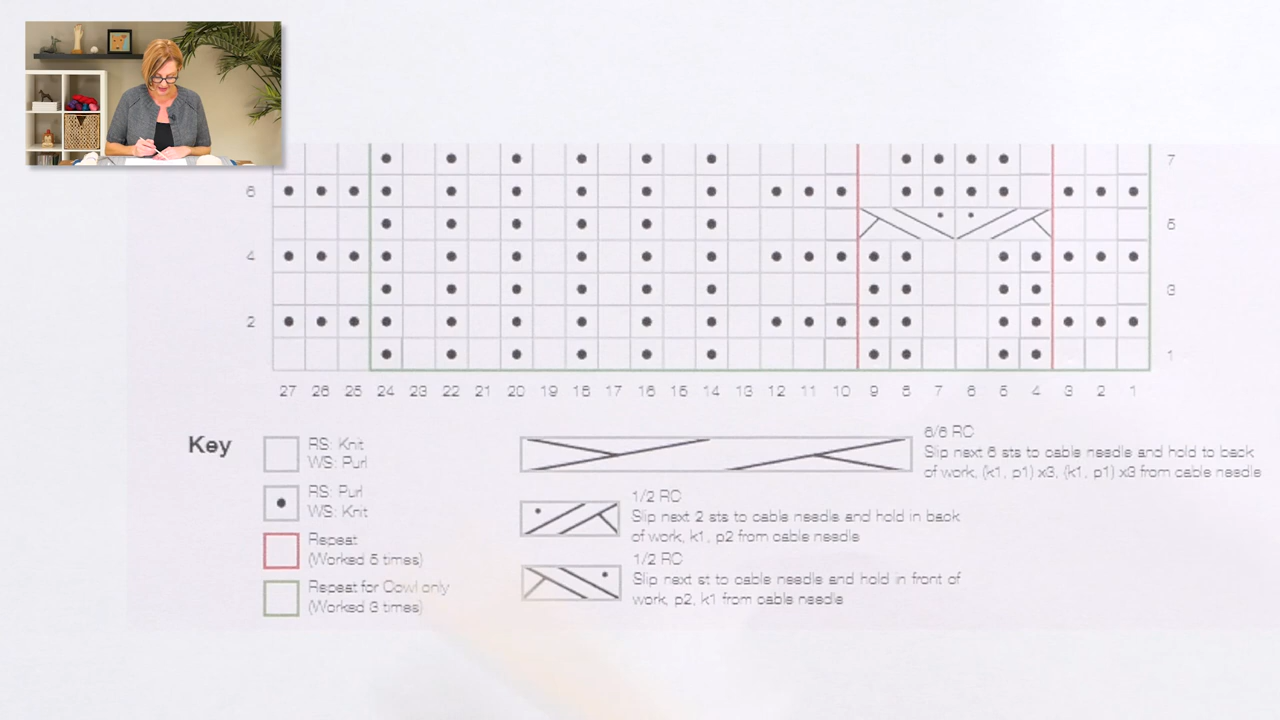 7
6
5
4
3
2
1
27 26 25 24 23 22 21 20 19 18 17 16 15 14 13 12 11 10 9 8 7 6 5 4 3 2 1
Key
RS: Knit
WS: Purl
RS: Purl
WS: Knit
Repeat
(Worked 5 times)
Repeat for Cowl only
(Worked 3 times)
6/6 RC
Slip next 6 sts to cable needle and hold to back
of work, (k1, p1) x3, (k1, p1) x3 from cable needle
1/2 RC
Slip next 2 sts to cable needle and hold in back
of work, k1, p2 from cable needle
1/2 RC
Slip next st to cable needle and hold in front of
work, p2, k1 from cable needle